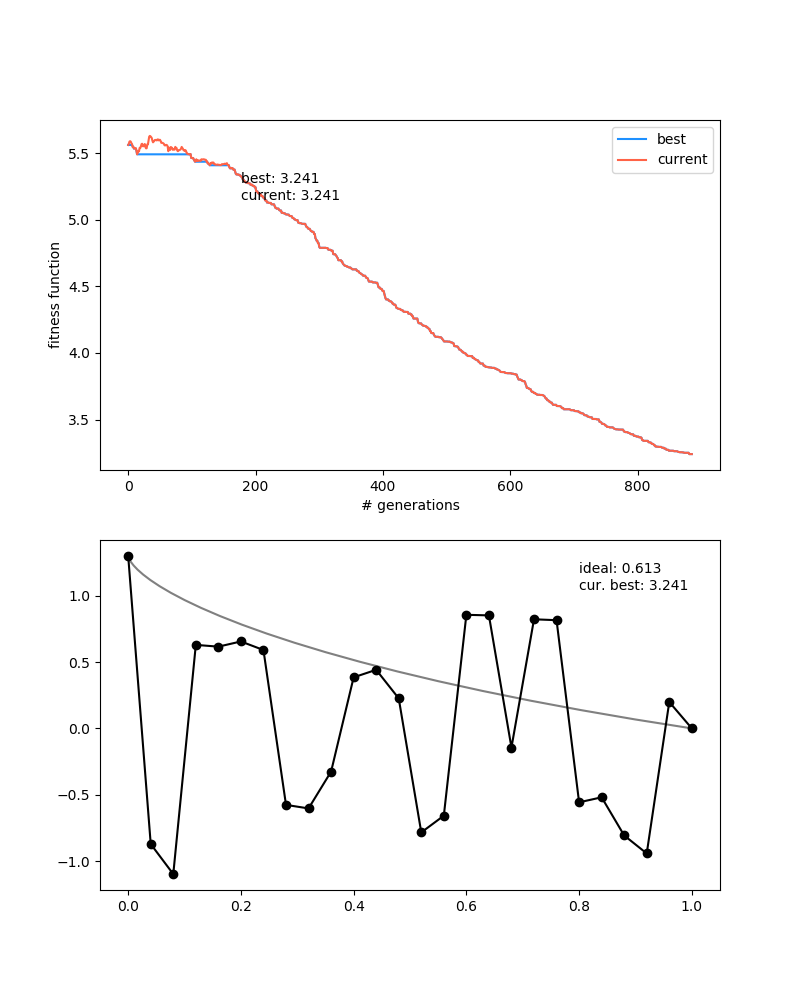 best
current
best: 3.241
current: 3.241
fitness function
5.5
5.0
4.5
4.0
3.5
0 200 400 600 800
# generations
ideal: 0.613
cur. best: 3.241
1.0
0.5
0.0
−0.5
−1.0
0.0 0.2 0.4 0.6 0.8 1.0